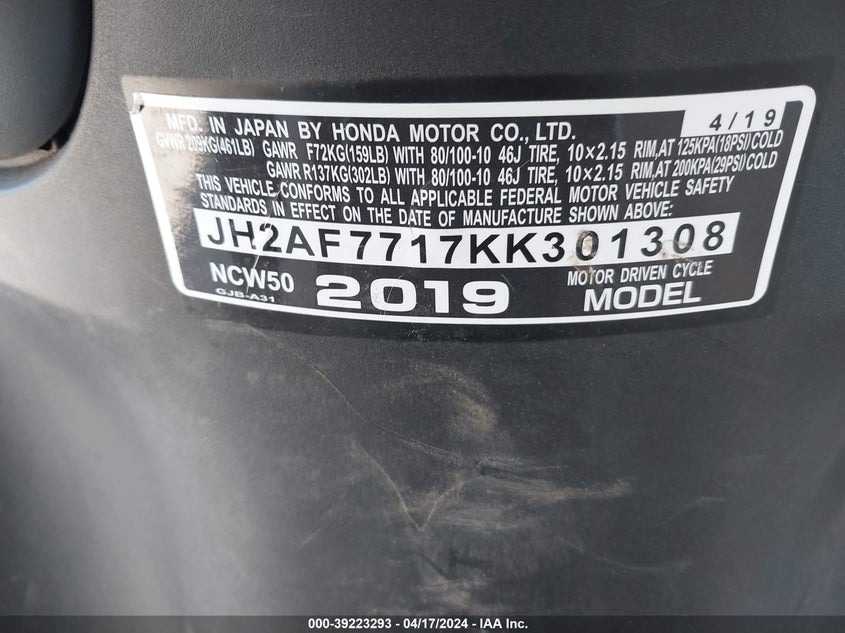 MFD. IN JAPAN BY HONDA MOTOR CO., LTD. 4/19
GVWR 209KG(461LB) GAWR F72KG(159LB) WITH 80/100-10 46J TIRE, 10×2.15 RIM,AT 125KPA(18PSI)COLD
GAWR R137KG(302LB) WITH 80/100-10 46J TIRE, 10×2.15 RIM,AT 200KPA(29PSI)COLD
THIS VEHICLE CONFORMS TO ALL APPLICABLE FEDERAL MOTOR VEHICLE SAFETY
STANDARDS IN EFFECT ON THE DATE OF MANUFACTURE SHOWN ABOVE:
JH2AF7717KK301308
NCW50 2019 MOTOR DRIVEN CYCLE
GJB-A31 MODEL
000-39223293 - 04/17/2024 - IAA Inc.